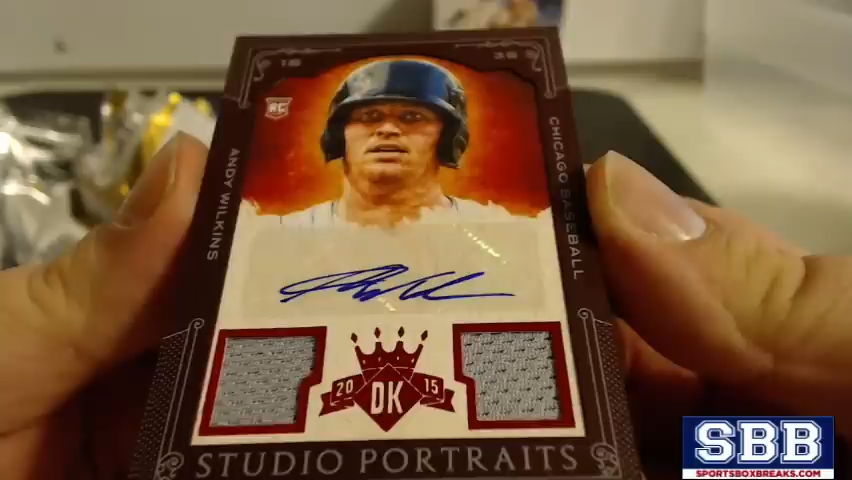 RC
ANDY WILKINS
CHICAGO BASEBALL
20 DK 15
STUDIO PORTRAITS
SBB
SPORTSBOXBREAKS.COM